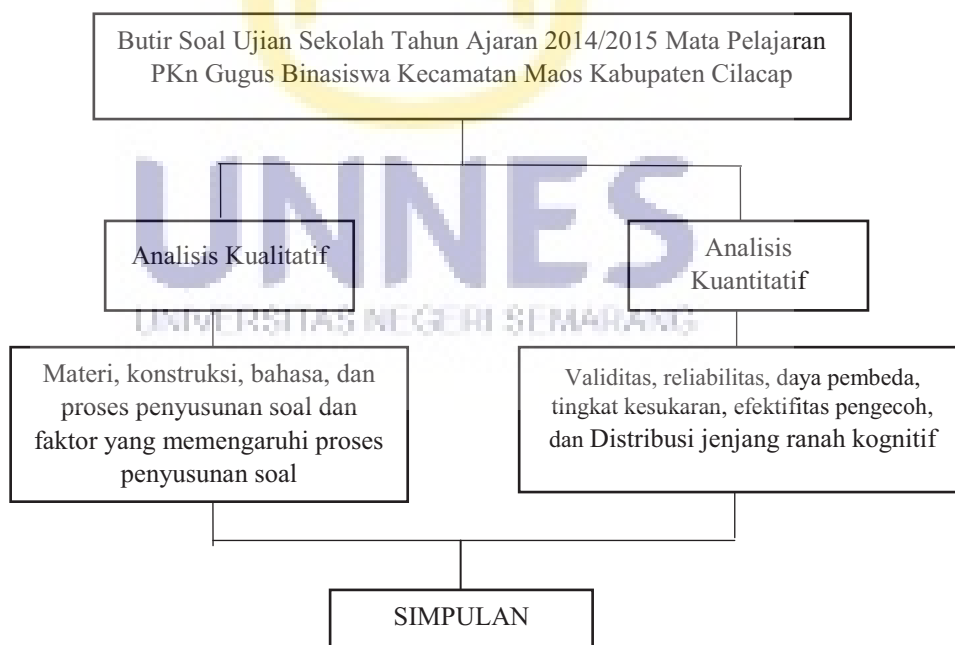 Butir Soal Ujian Sekolah Tahun Ajaran 2014/2015 Mata Pelajaran
PKn Gugus Binasiswa Kecamatan Maos Kabupaten Cilacap
UNNES
UNIVERSITAS NEGERI SEMARANG
Analisis Kualitatif
Analisis
Kuantitatif
Materi, konstruksi, bahasa, dan
proses penyusunan soal dan
faktor yang memengaruhi proses
penyusunan soal
Validitas, reliabilitas, daya pembeda,
tingkat kesukaran, efektifitas pengecoh,
dan Distribusi jenjang ranah kognitif
SIMPULAN